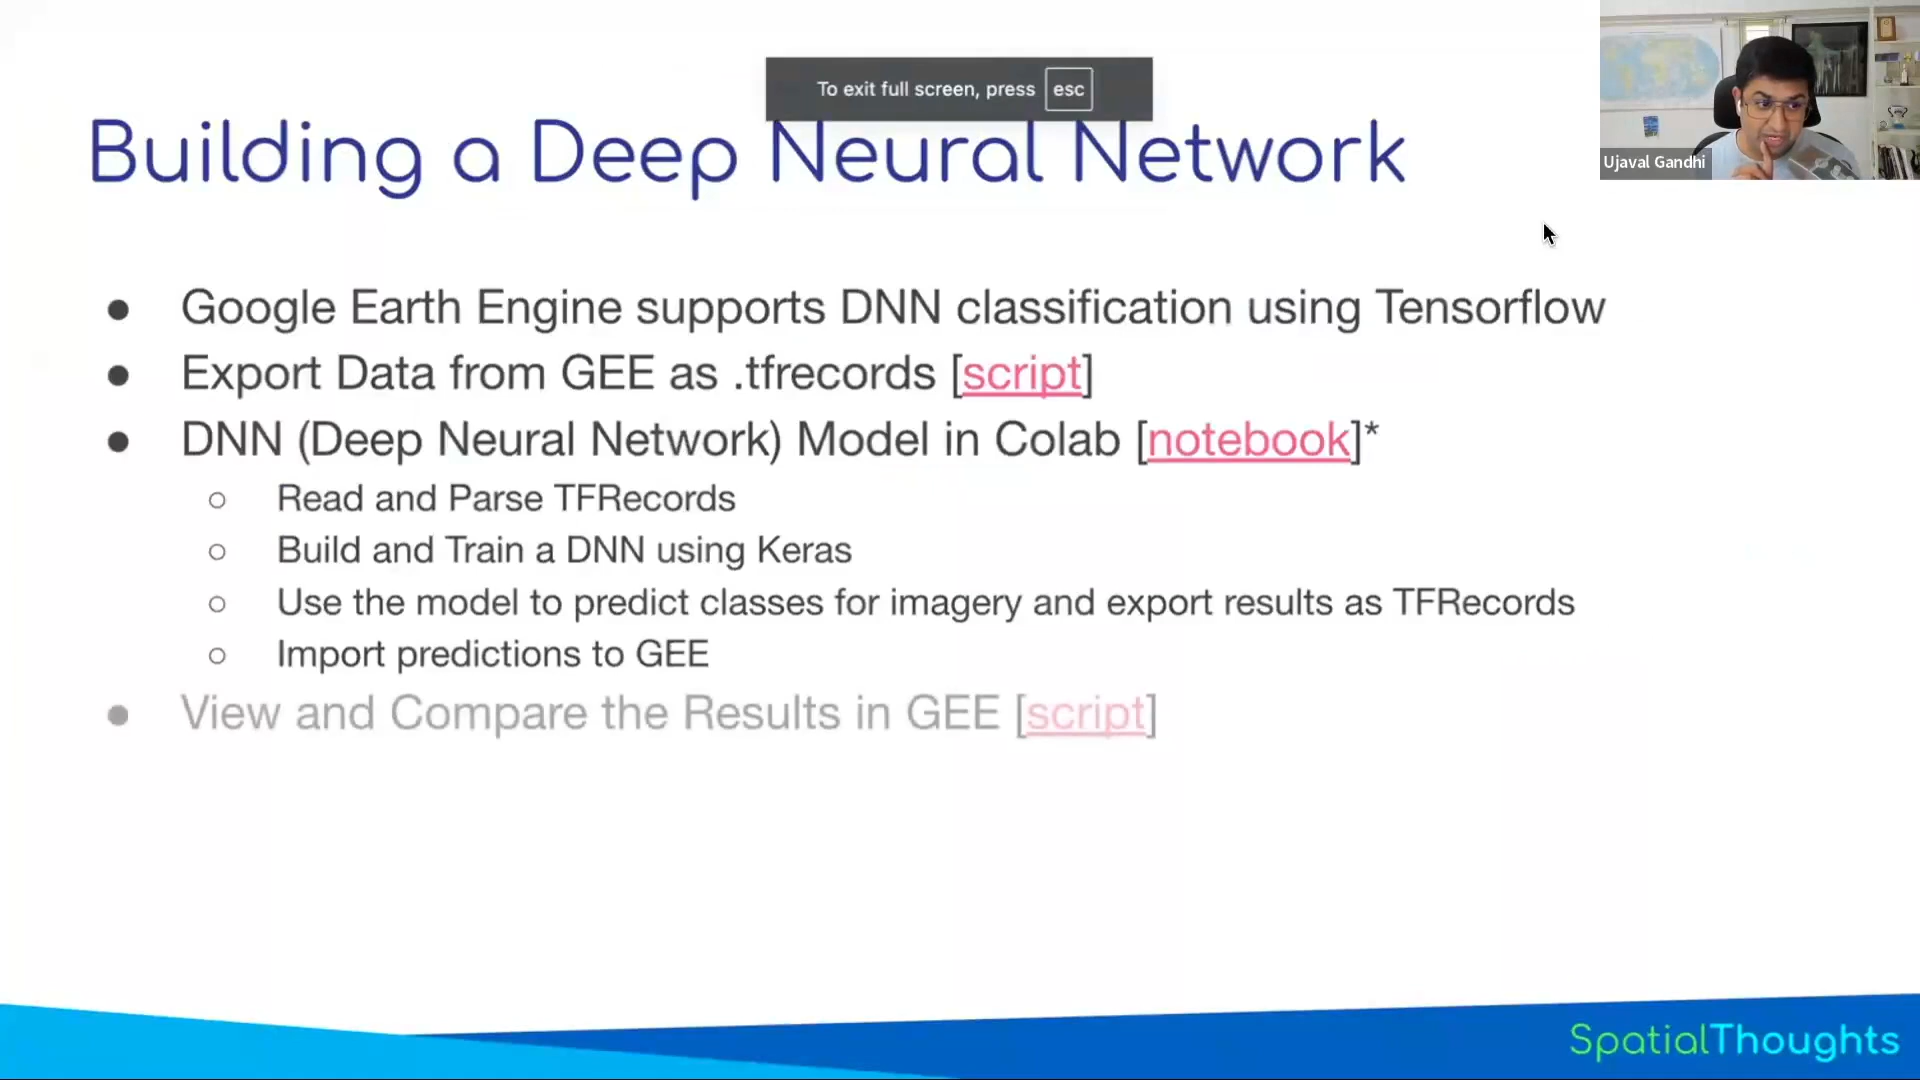 To exit full screen, press esc
Building a Deep Neural Network
Ujaval Gandhi
● Google Earth Engine supports DNN classification using Tensorflow
● Export Data from GEE as .tfrecords [script]
● DNN (Deep Neural Network) Model in Colab [notebook]*
○ Read and Parse TFRecords
○ Build and Train a DNN using Keras
○ Use the model to predict classes for imagery and export results as TFRecords
○ Import predictions to GEE
● View and Compare the Results in GEE [script]
SpatialThoughts